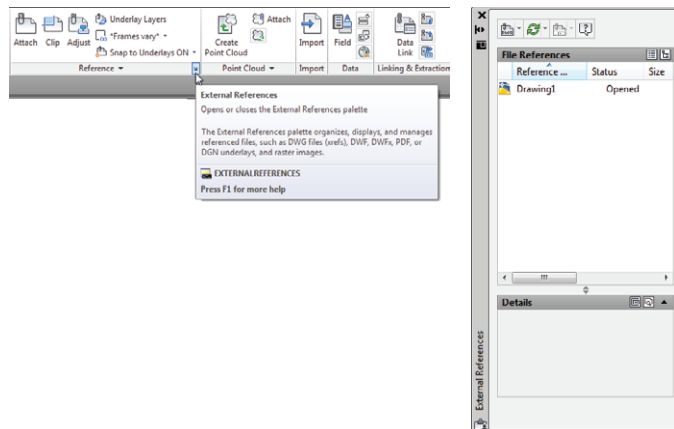 Underlay Layers
Attach
*Frames vary*
Attach Clip Adjust
Snap to Underlays ON
Create
Point Cloud
Import
Field
Data
Link
Reference
Point Cloud
Import
Data
Linking & Extraction
External References
Opens or closes the External References palette
The External References palette organizes, displays, and manages
referenced files, such as DWG files (xrefs), DWF, DWFx, PDF, or
DGN underlays, and raster images.
EXTERNALREFERENCES
Press F1 for more help
File References
Reference ... Status Size
Drawing1 Opened
Details
External References